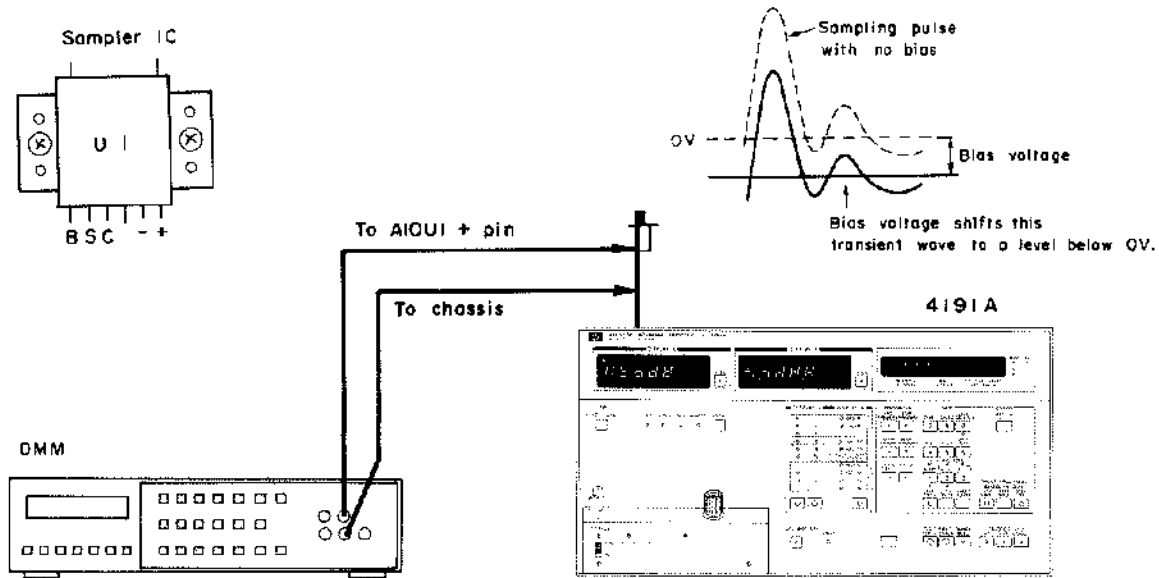 Sampler IC
U 1
B S G - +
Sampling pulse
with no bias
0V
Bias voltage
Bias voltage shifts this
transient wave to a level below 0V.
To A10U1 + pin
To chassis
4191A
DMM